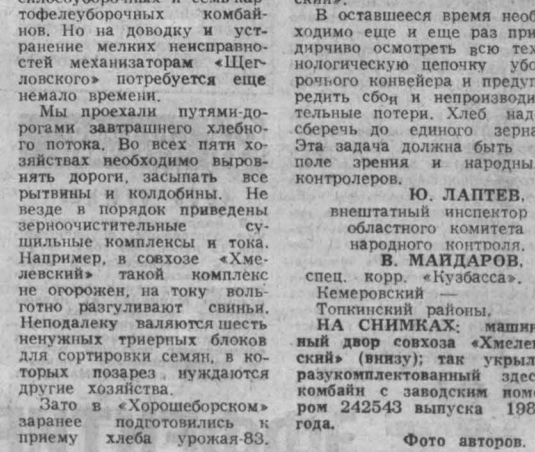 силосоуборочных и семь кар-
тофелеуборочных комбай-
нов. Но на доводку и уст-
ранение мелких неисправно-
стей механизаторам «Щег-
ловского» потребуется еще
немало времени.
Мы проехали путями-до-
рогами завтрашнего хлебно-
го потока. Во всех пяти хо-
зяйствах необходимо выров-
нять дороги, засыпать все
рытвины и колдобины. Не
везде в порядок приведены
зерноочистительные су-
шильные комплексы и тока.
Например, в совхозе «Хме-
левский» такой комплекс
не огорожен, на току воль-
готно разгуливают свиньи.
Неподалеку валяются шесть
ненужных триерных блоков
для сортировки семян, в ко-
торых позарез нуждаются
другие хозяйства.
Зато в «Хорошеборском»
заранее подготовились к
приему хлеба урожая-83.
В оставшееся время необ
ходимо еще и еще раз при
дирчиво осмотреть всю тех
нологическую цепочку убо
рочного конвейера и предуп
редить сбои и непроизводи
тельные потери. Хлеб над
сберечь до единого зерна
Эта задача должна быть
поле зрения и народны
контролеров.
Ю. ЛАПТЕВ,
внештатный инспектор
областного комитета
народного контроля.
В. МАЙДАРОВ,
спец. корр. «Кузбасса».
Кемеровский —
Топкинский районы.
НА СНИМКАХ: машин
ный двор совхоза «Хмелев
ский» (внизу); так укрыл
разукомплектованный здес
комбайн с заводским номе
ром 242543 выпуска 198
года.
Фото авторов.